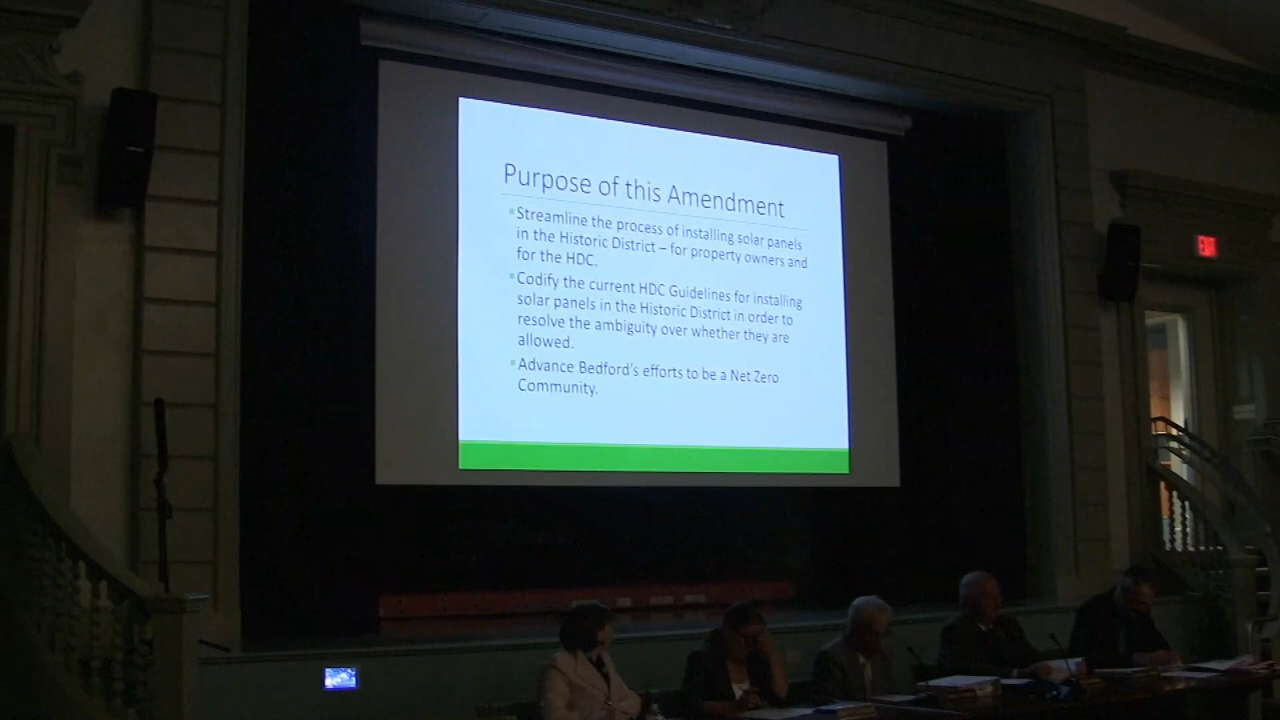 Purpose of this Amendment
Streamline the process of installing solar panels
in the Historic District – for property owners and
for the HDC.
Codify the current HDC Guidelines for installing
solar panels in the Historic District in order to
resolve the ambiguity over whether they are
allowed.
Advance Bedford's efforts to be a Net Zero
Community.
EXIT